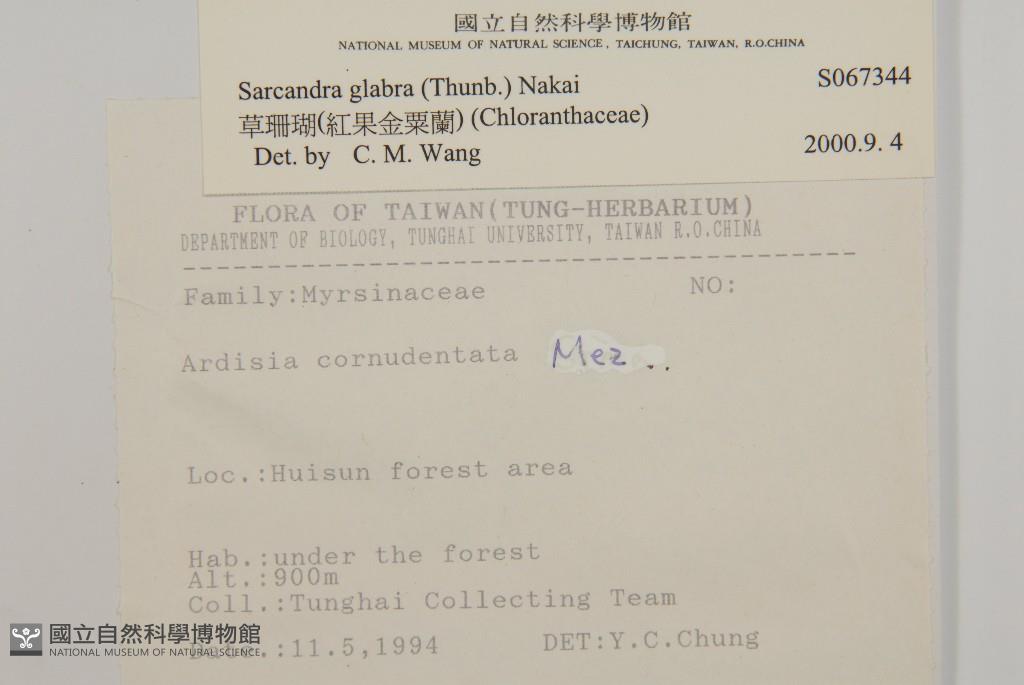 國立自然科學博物館
NATIONAL MUSEUM OF NATURAL SCIENCE, TAICHUNG, TAIWAN, R.O.CHINA
Sarcandra glabra (Thunb.) Nakai S067344
草珊瑚(紅果金粟蘭) (Chloranthaceae)
Det. by C. M. Wang 2000.9. 4
FLORA OF TAIWAN(TUNG-HERBARIUM)
DEPARTMENT OF BIOLOGY, TUNGHAI UNIVERSITY, TAIWAN R.O.CHINA
Family:Myrsinaceae NO:
Ardisia cornudentata Mez ..
Loc.:Huisun forest area
Hab.:under the forest
Alt.:900m
Coll.:Tunghai Collecting Team
Date.:11.5,1994 DET:Y.C.Chung
國立自然科學博物館
NATIONAL MUSEUM OF NATURAL SCIENCE